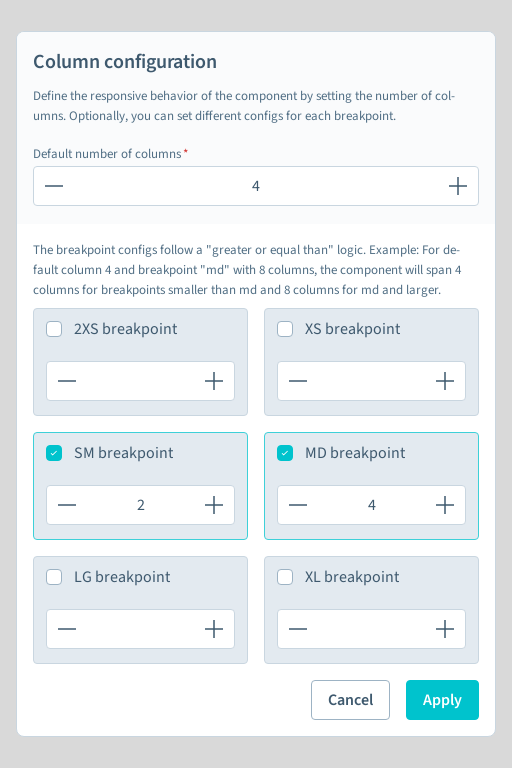 Column configuration
Define the responsive behavior of the component by setting the number of col-
umns. Optionally, you can set different configs for each breakpoint.
Default number of columns *
4
The breakpoint configs follow a "greater or equal than" logic. Example: For de-
fault column 4 and breakpoint "md" with 8 columns, the component will span 4
columns for breakpoints smaller than md and 8 columns for md and larger.
2XS breakpoint
XS breakpoint
SM breakpoint
2
MD breakpoint
4
LG breakpoint
XL breakpoint
Cancel
Apply